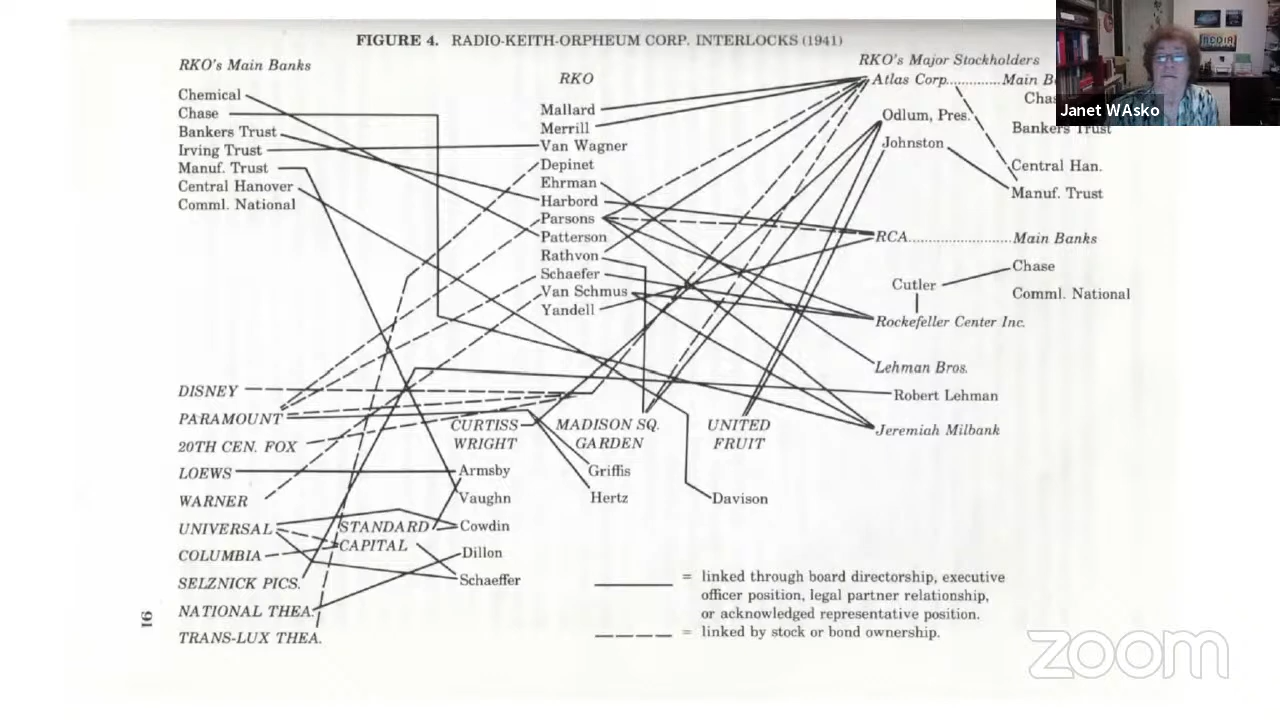 FIGURE 4. RADIO-KEITH-ORPHEUM CORP. INTERLOCKS (1941)
RKO's Main Banks
Chemical
Chase
Bankers Trust
Irving Trust
Manuf. Trust
Central Hanover
Comml. National
RKO
Mallard
Merrill
Van Wagner
Depinet
Ehrman
Harbord
Parsons
Patterson
Rathvon
Schaefer
Van Schmus
Yandell
RKO's Major Stockholders
Atlas Corp............. Main
Odlum, Pres.
Johnston
Bankers Trust
Central Han.
Manuf. Trust
RCA......................... Main Banks
Cutler
Chase
Comml. National
Rockefeller Center Inc.
Lehman Bros.
Robert Lehman
Jeremiah Milbank
DISNEY
PARAMOUNT
20TH CEN. FOX
LOEWS
WARNER
UNIVERSAL
COLUMBIA
SELZNICK PICS.
NATIONAL THEA.
TRANS-LUX THEA.
STANDARD
CAPITAL
CURTISS
WRIGHT
Armsby
Vaughn
Cowdin
Dillon
Schaeffer
MADISON SQ.
GARDEN
Griffis
Hertz
UNITED
FRUIT
Davison
= linked through board directorship, executive
officer position, legal partner relationship,
or acknowledged representative position.
= linked by stock or bond ownership.
91
Janet WAsko
MEDIA
zoom